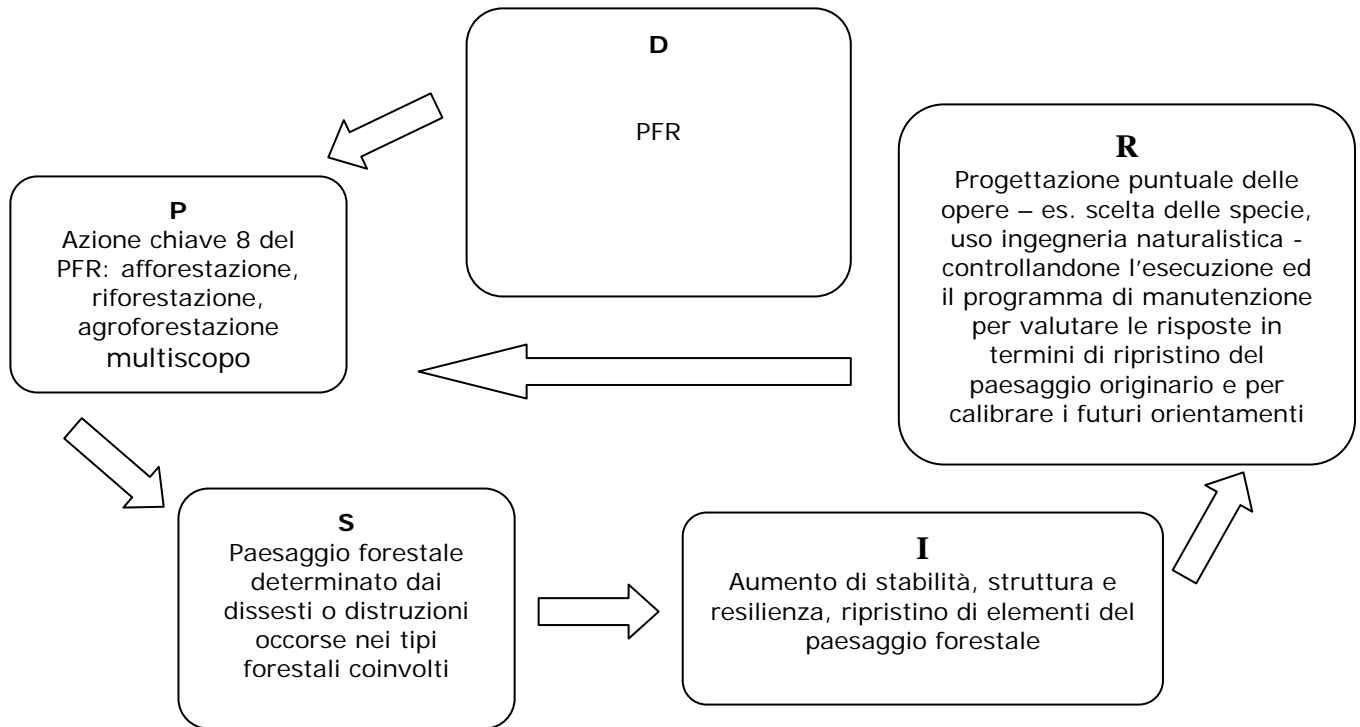 D
PFR
P
Azione chiave 8 del
PFR: afforestazione,
riforestazione,
agroforestazione
multiscopo
S
Paesaggio forestale
determinato dai
dissesti o distruzioni
occorse nei tipi
forestali coinvolti
I
Aumento di stabilità, struttura e
resilienza, ripristino di elementi del
paesaggio forestale
R
Progettazione puntuale delle
opere – es. scelta delle specie,
uso ingegneria naturalistica -
controllandone l'esecuzione ed
il programma di manutenzione
per valutare le risposte in
termini di ripristino del
paesaggio originario e per
calibrare i futuri orientamenti